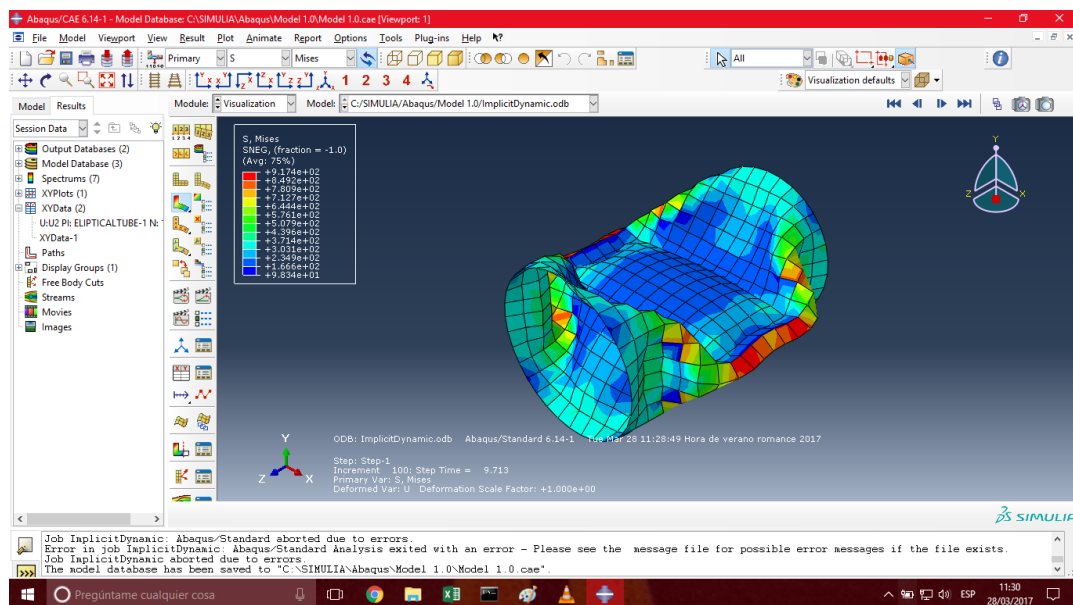 Abaqus/CAE 6.14-1 - Model Database: C:\SIMULIA\Abaqus\Model 1.0\Model 1.0.cae [Viewport: 1]
File Model Viewport View Result Plot Animate Report Options Tools Plug-ins Help
Primary S Mises All
1 2 3 4 Visualization defaults
Model Results Module: Visualization Model: C:/SIMULIA/Abaqus/Model 1.0/ImplicitDynamic.odb
Session Data
Output Databases (2)
Model Database (3)
Spectrums (7)
XYPlots (1)
XYData (2)
U:U2 PI: ELIPTICALTUBE-1 N:
XYData-1
Paths
Display Groups (1)
Free Body Cuts
Streams
Movies
Images
S, Mises
SNEG, (fraction = -1.0)
(Avg: 75%)
+9.174e+02
+8.492e+02
+7.809e+02
+7.127e+02
+6.444e+02
+5.761e+02
+5.079e+02
+4.396e+02
+3.714e+02
+3.031e+02
+2.349e+02
+1.666e+02
+9.834e+01
Y
Z X
Y
Z X
ODB: ImplicitDynamic.odb Abaqus/Standard 6.14-1 Tue Mar 28 11:28:49 Hora de verano romance 2017
Step: Step-1
Increment 100: Step Time = 9.713
Primary Var: S, Mises
Deformed Var: U Deformation Scale Factor: +1.000e+00
SIMULIA
Job ImplicitDynamic: Abaqus/Standard aborted due to errors.
Error in job ImplicitDynamic: Abaqus/Standard Analysis exited with an error - Please see the message file for possible error messages if the file exists.
Job ImplicitDynamic aborted due to errors.
The model database has been saved to "C:\SIMULIA\Abaqus\Model 1.0\Model 1.0.cae".
Pregúntame cualquier cosa
ESP
11:30
28/03/2017